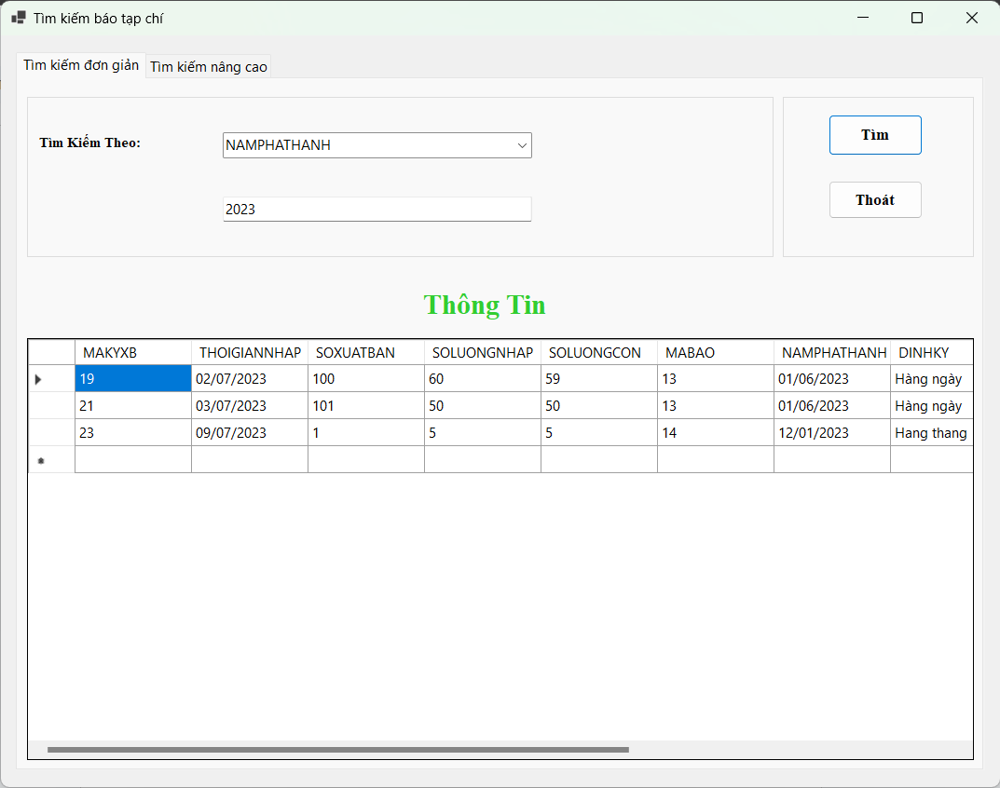 Tìm kiếm báo tạp chí
Tìm kiếm đơn giản Tìm kiếm nâng cao
Tìm Kiếm Theo: NAMPHATHANH
2023
Tìm
Thoát
Thông Tin
MAKYXB THOIGIANNHAP SOXUATBAN SOLUONGNHAP SOLUONGCON MABAO NAMPHATHANH DINHKY
19 02/07/2023 100 60 59 13 01/06/2023 Hàng ngày
21 03/07/2023 101 50 50 13 01/06/2023 Hàng ngày
23 09/07/2023 1 5 5 14 12/01/2023 Hang thang